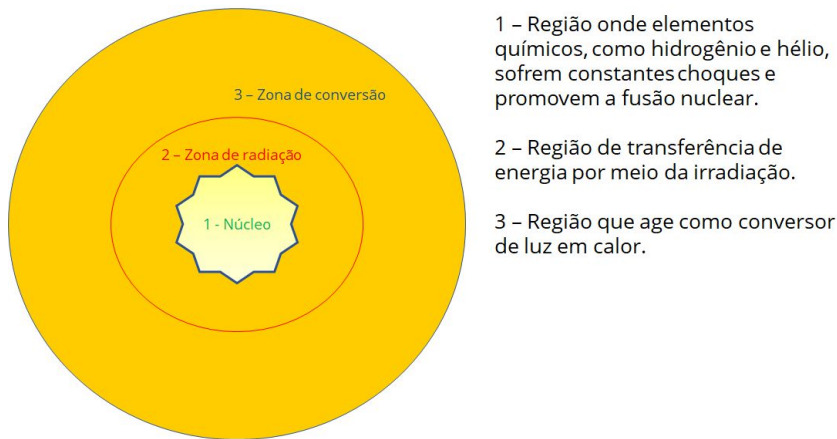 3 – Zona de conversão
2 – Zona de radiação
1 - Núcleo
1 – Região onde elementos
químicos, como hidrogênio e hélio,
sofrem constantes choques e
promovem a fusão nuclear.
2 – Região de transferência de
energia por meio da irradiação.
3 – Região que age como conversor
de luz em calor.